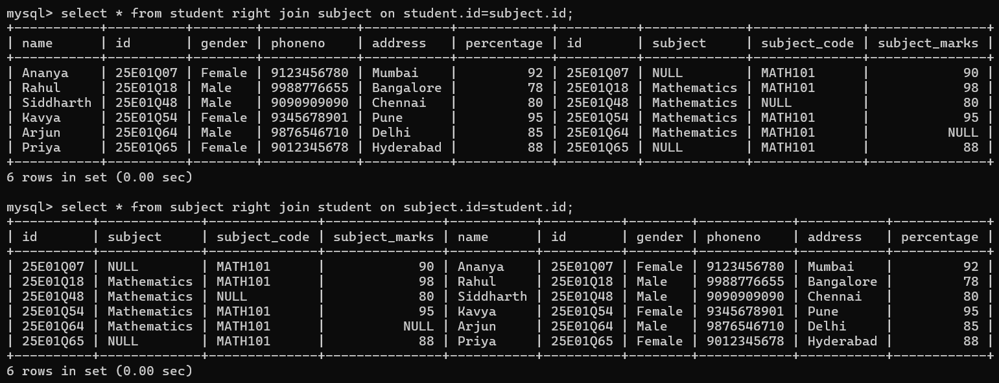 mysql> select * from student right join subject on student.id=subject.id;
+-----------+----------+--------+------------+-----------+------------+----------+-------------+--------------+---------------+
| name      | id       | gender | phoneno    | address   | percentage | id       | subject     | subject_code | subject_marks |
+-----------+----------+--------+------------+-----------+------------+----------+-------------+--------------+---------------+
| Ananya    | 25E01Q07 | Female | 9123456780 | Mumbai    |         92 | 25E01Q07 | NULL        | MATH101      |            90 |
| Rahul     | 25E01Q18 | Male   | 9988776655 | Bangalore |         78 | 25E01Q18 | Mathematics | MATH101      |            98 |
| Siddharth | 25E01Q48 | Male   | 9090909090 | Chennai   |         80 | 25E01Q48 | Mathematics | NULL         |            80 |
| Kavya     | 25E01Q54 | Female | 9345678901 | Pune      |         95 | 25E01Q54 | Mathematics | MATH101      |            95 |
| Arjun     | 25E01Q64 | Male   | 9876546710 | Delhi     |         85 | 25E01Q64 | Mathematics | MATH101      |          NULL |
| Priya     | 25E01Q65 | Female | 9012345678 | Hyderabad |         88 | 25E01Q65 | NULL        | MATH101      |            88 |
+-----------+----------+--------+------------+-----------+------------+----------+-------------+--------------+---------------+
6 rows in set (0.00 sec)

mysql> select * from subject right join student on subject.id=student.id;
+----------+-------------+--------------+---------------+-----------+----------+--------+------------+-----------+------------+
| id       | subject     | subject_code | subject_marks | name      | id       | gender | phoneno    | address   | percentage |
+----------+-------------+--------------+---------------+-----------+----------+--------+------------+-----------+------------+
| 25E01Q07 | NULL        | MATH101      |            90 | Ananya    | 25E01Q07 | Female | 9123456780 | Mumbai    |         92 |
| 25E01Q18 | Mathematics | MATH101      |            98 | Rahul     | 25E01Q18 | Male   | 9988776655 | Bangalore |         78 |
| 25E01Q48 | Mathematics | NULL         |            80 | Siddharth | 25E01Q48 | Male   | 9090909090 | Chennai   |         80 |
| 25E01Q54 | Mathematics | MATH101      |            95 | Kavya     | 25E01Q54 | Female | 9345678901 | Pune      |         95 |
| 25E01Q64 | Mathematics | MATH101      |          NULL | Arjun     | 25E01Q64 | Male   | 9876546710 | Delhi     |         85 |
| 25E01Q65 | NULL        | MATH101      |            88 | Priya     | 25E01Q65 | Female | 9012345678 | Hyderabad |         88 |
+----------+-------------+--------------+---------------+-----------+----------+--------+------------+-----------+------------+
6 rows in set (0.00 sec)